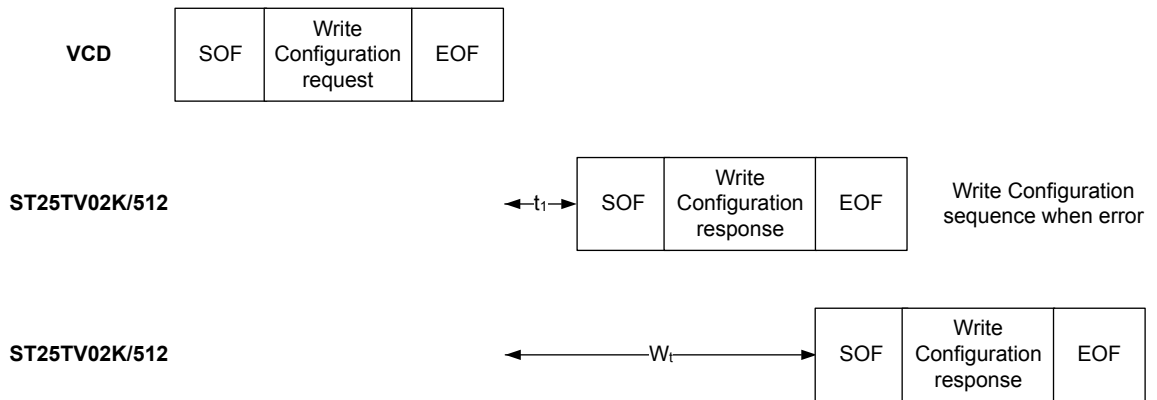 VCD
SOF
Write
Configuration
request
EOF
ST25TV02K/512
t1
SOF
Write
Configuration
response
EOF
Write Configuration
sequence when error
ST25TV02K/512
Wt
SOF
Write
Configuration
response
EOF